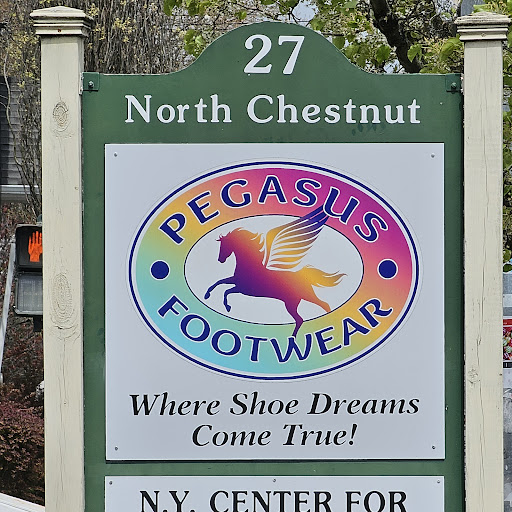 27
North Chestnut
PEGASUS
FOOTWEAR
Where Shoe Dreams
Come True!
N.Y. CENTER FOR